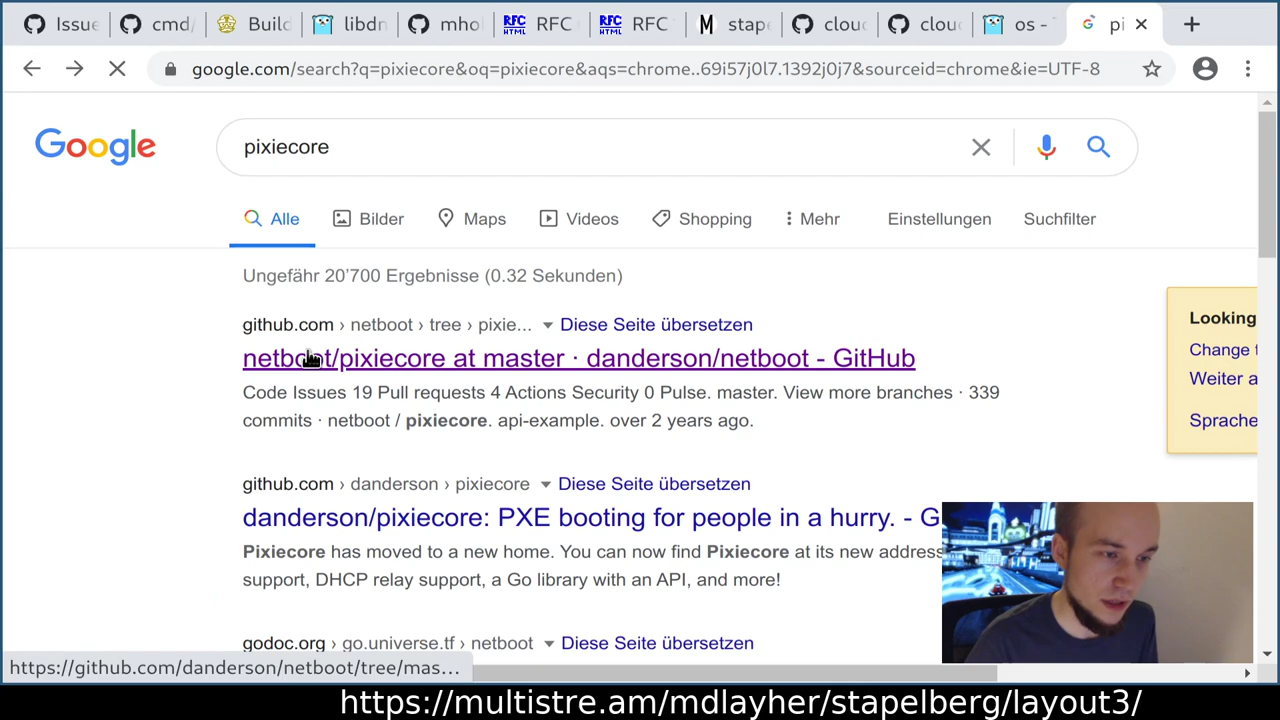 Issue
cmd/
Build
libdn
mho
RFC
HTML
RFC
RFC
HTML
RFC
M
stape
clou
clou
os -
pi
google.com/search?q=pixiecore&oq=pixiecore&aqs=chrome..69i57j0l7.1392j0j7&sourceid=chrome&ie=UTF-8
Google
pixiecore
Alle
Bilder
Maps
Videos
Shopping
Mehr
Einstellungen
Suchfilter
Ungefähr 20'700 Ergebnisse (0.32 Sekunden)
github.com › netboot › tree › pixie... Diese Seite übersetzen
netboot/pixiecore at master · danderson/netboot - GitHub
Code Issues 19 Pull requests 4 Actions Security 0 Pulse. master. View more branches · 339
commits · netboot / pixiecore. api-example. over 2 years ago.
Looking
Change
Weiter a
Sprache
github.com › danderson › pixiecore Diese Seite übersetzen
danderson/pixiecore: PXE booting for people in a hurry. - G
Pixiecore has moved to a new home. You can now find Pixiecore at its new address
support, DHCP relay support, a Go library with an API, and more!
godoc.org › go.universe.tf › netboot Diese Seite übersetzen
https://github.com/danderson/netboot/tree/mas...
https://multistre.am/mdlayher/stapelberg/layout3/